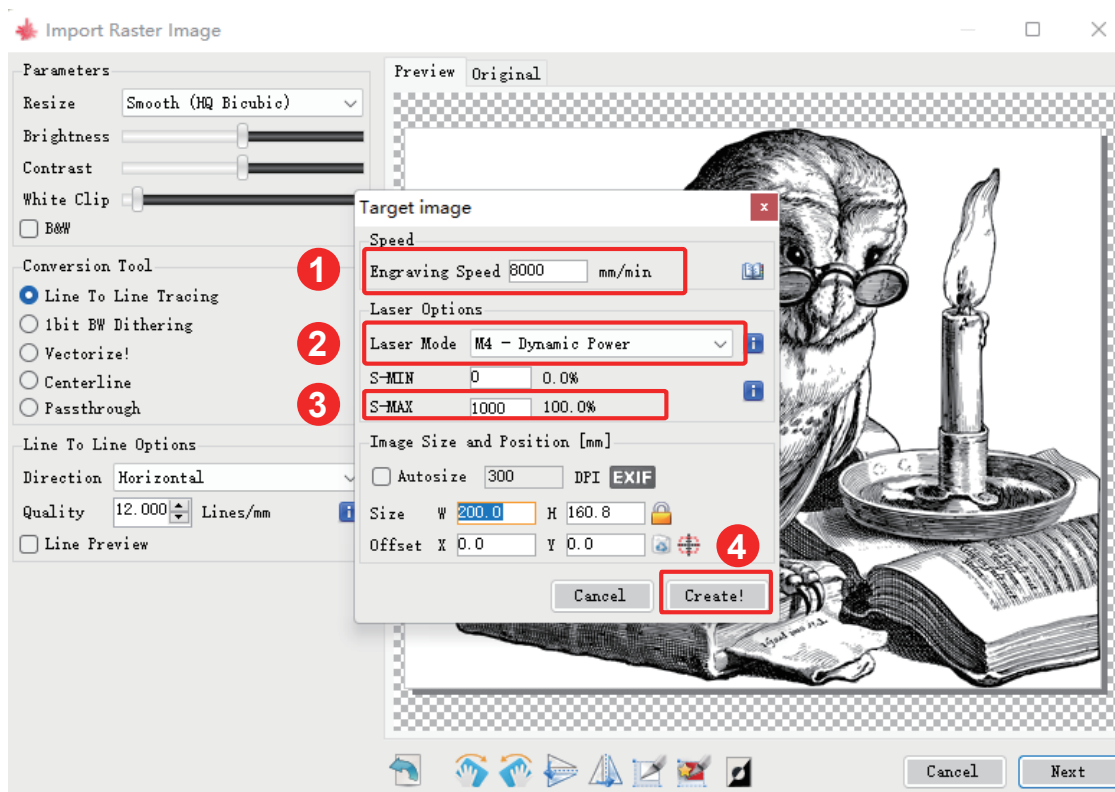 Import Raster Image
Parameters
Resize Smooth (HQ Bicubic)
Brightness
Contrast
White Clip
B&W
Conversion Tool
Line To Line Tracing
1bit BW Dithering
Vectorize!
Centerline
Passthrough
Line To Line Options
Direction Horizontal
Quality 12.000 Lines/mm
Line Preview
Preview Original
Target image
Speed
1 Engraving Speed 8000 mm/min
Laser Options
2 Laser Mode M4 - Dynamic Power
S-MIN 0 0.0%
3 S-MAX 1000 100.0%
Image Size and Position [mm]
Autosize 300 DPI EXIF
Size W 200.0 H 160.8
Offset X 0.0 Y 0.0
4
Cancel Create!
Cancel Next